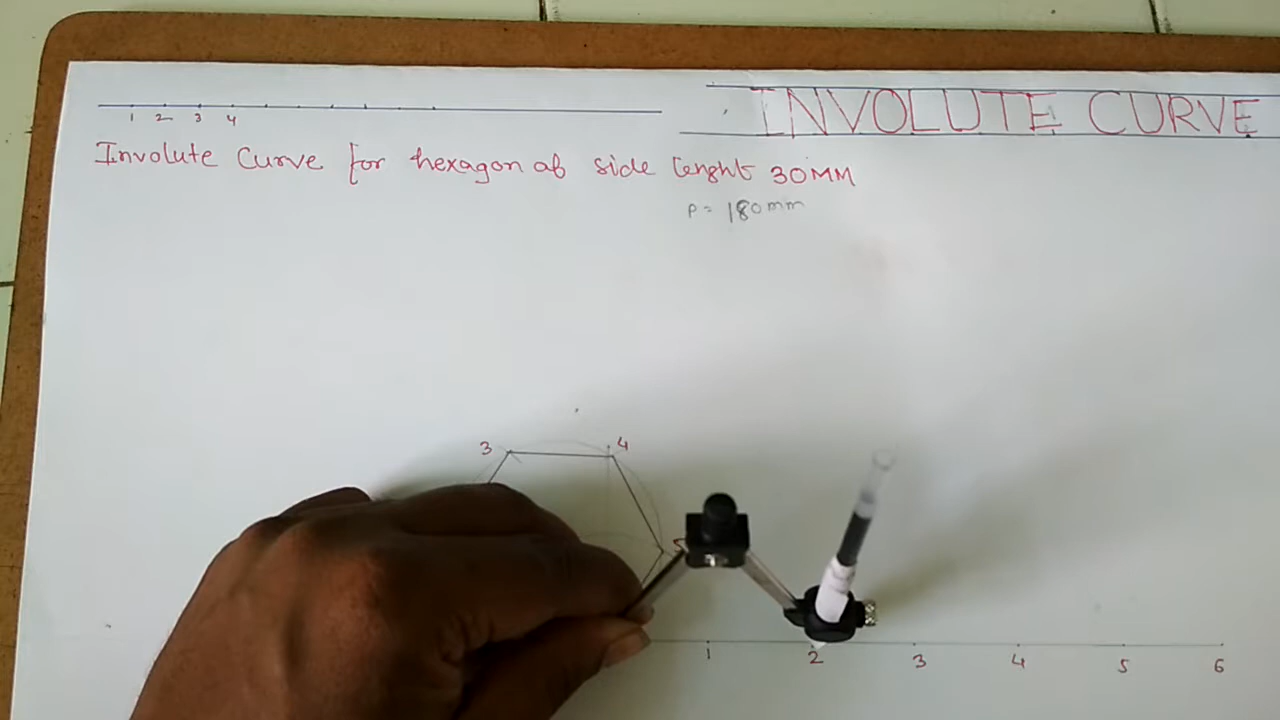 INVOLUTE CURVE
1 2 3 4
Involute Curve for hexagon of side lenght 30MM
P = 180mm
3 4
5
1 2 3 4 5 6